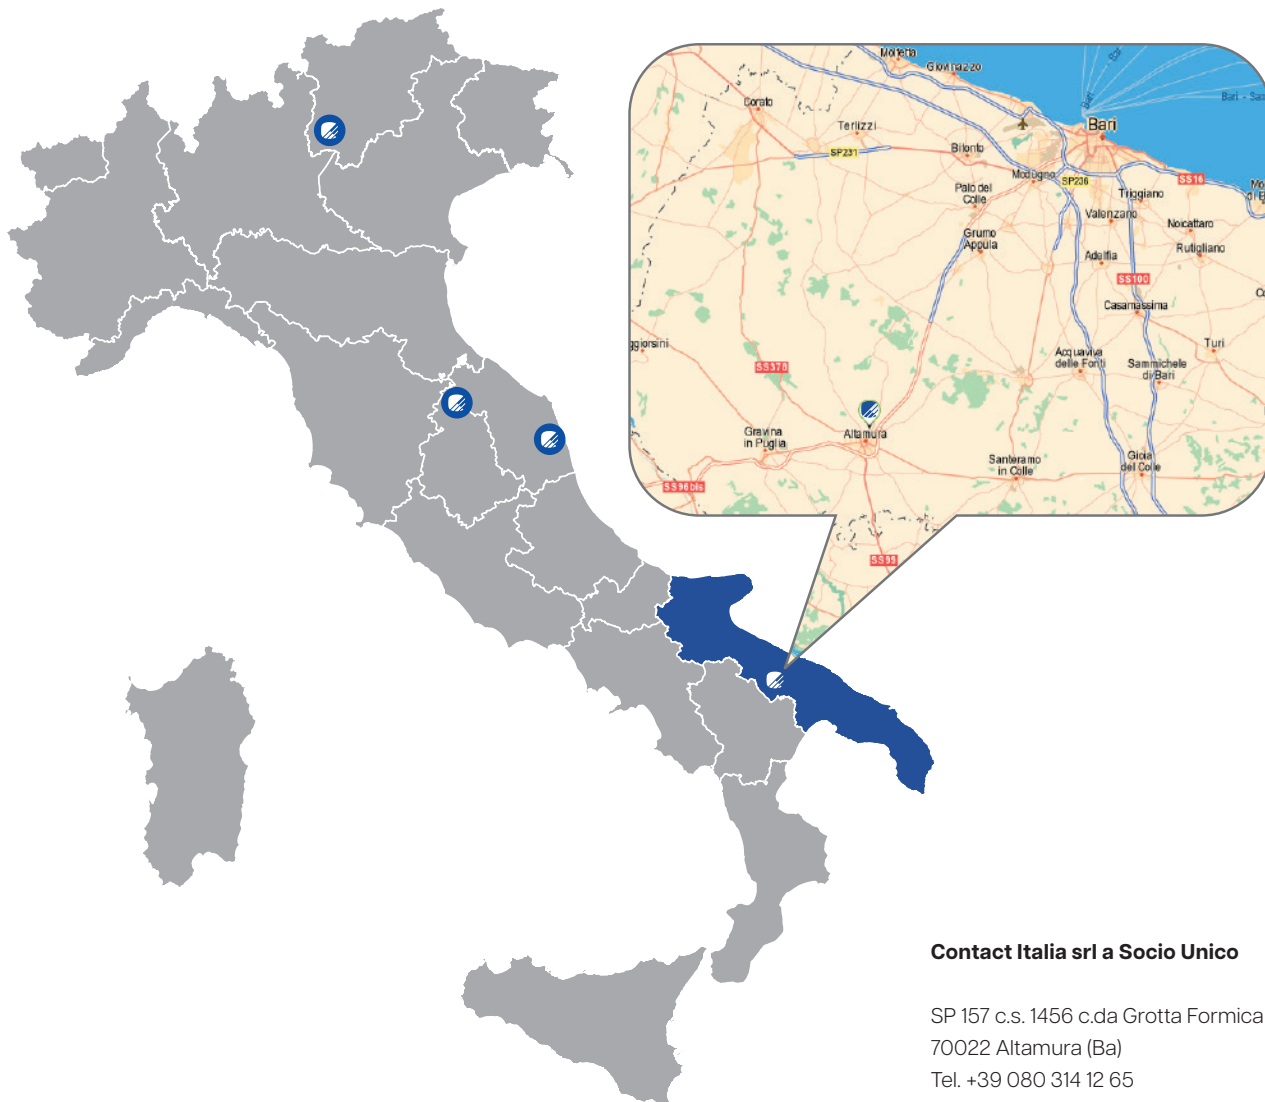 Molfetta
Giovinazzo
Bari
Bari - San
Corato
Terlizzi
Bari
SP231
Bitonto
Modugno
SP236
SS16
Palo del
Colle
Triggiano
Valenzano
Noicattaro
Grumo
Appula
Rutigliano
Adelfia
SS100
Casamassima
ggiorsini
Turi
Acquaviva
delle Fonti
Sammichele
di Bari
SS378
Gravina
in Puglia
Altamura
Santeramo
in Colle
Gioia
del Colle
SS96bis
SS99
Contact Italia srl a Socio Unico
SP 157 c.s. 1456 c.da Grotta Formica
70022 Altamura (Ba)
Tel. +39 080 314 12 65